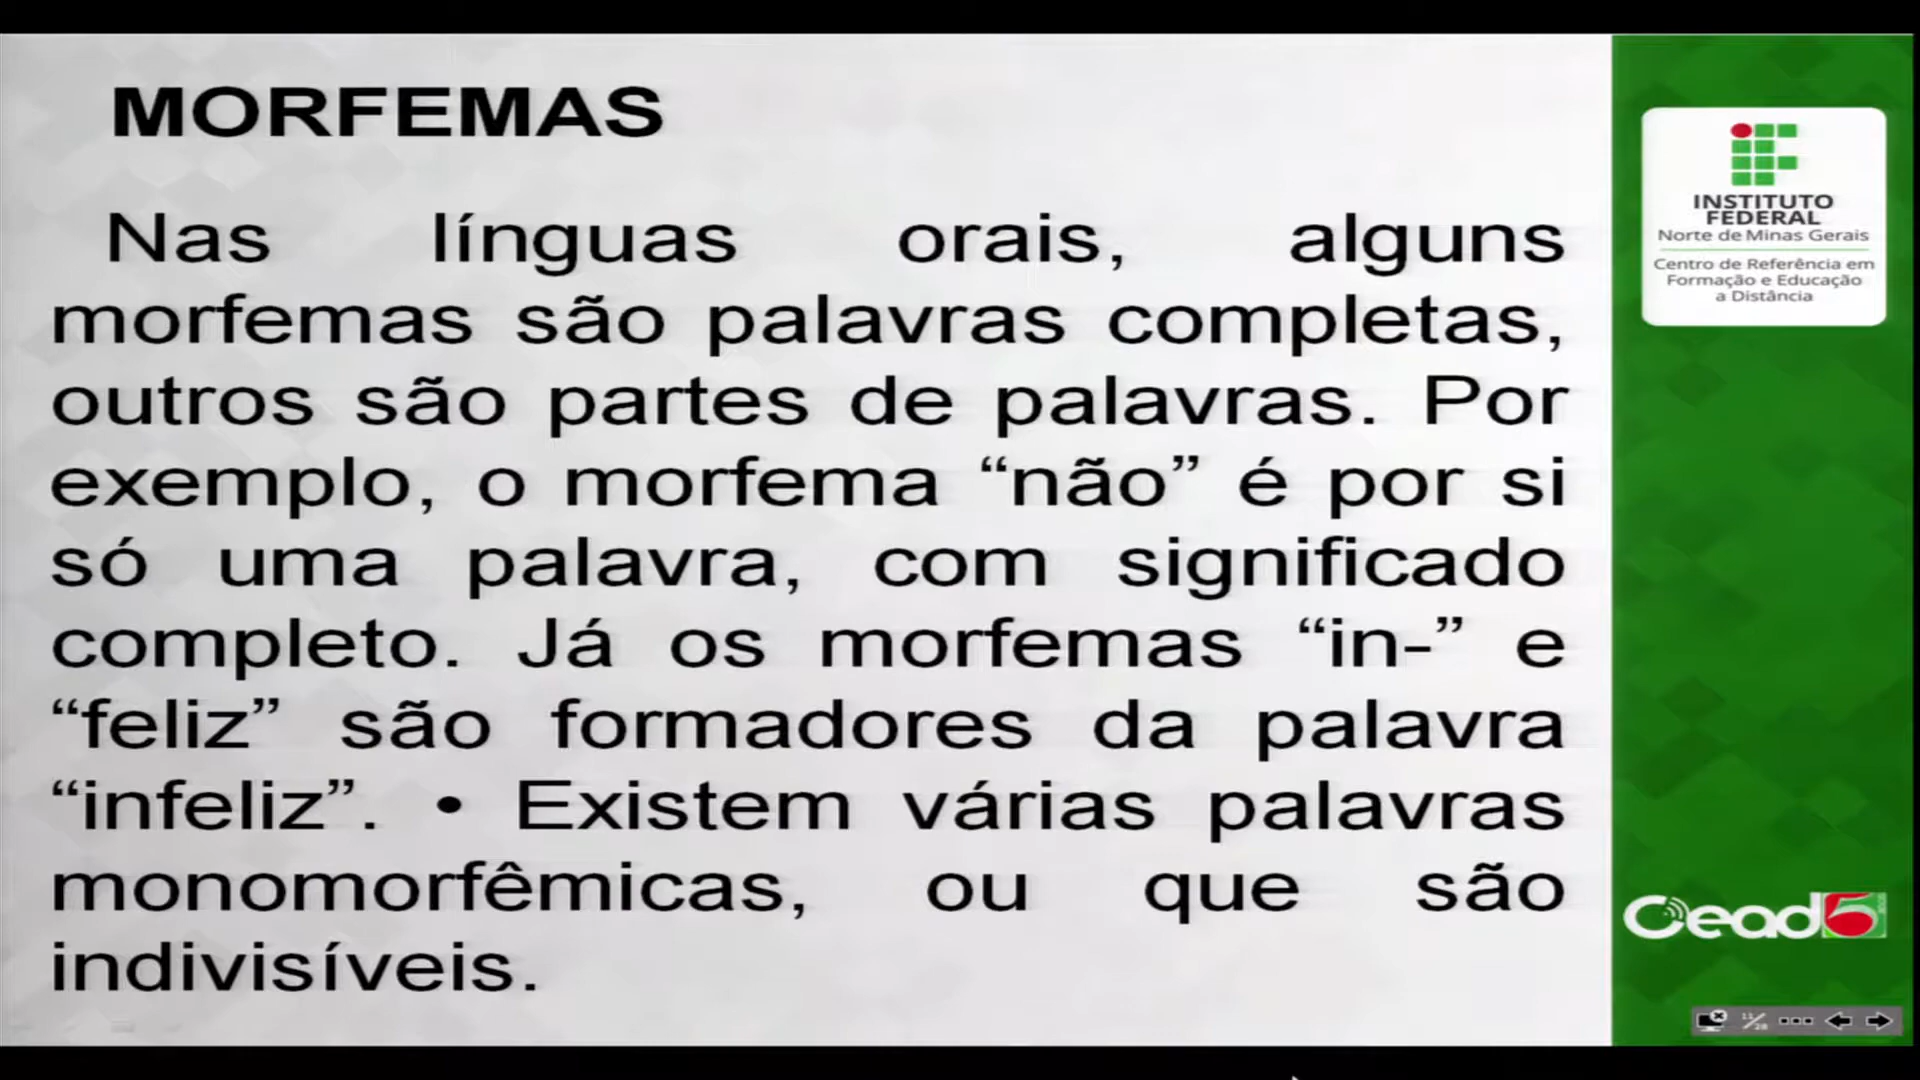 MORFEMAS
Nas línguas orais, alguns
morfemas são palavras completas,
outros são partes de palavras. Por
exemplo, o morfema “não” é por si
só uma palavra, com significado
completo. Já os morfemas “in-” e
“feliz” são formadores da palavra
“infeliz”. • Existem várias palavras
monomorfêmicas, ou que são
indivisíveis.
INSTITUTO
FEDERAL
Norte de Minas Gerais
Centro de Referência em
Formação e Educação
a Distância
Cead5
11/28